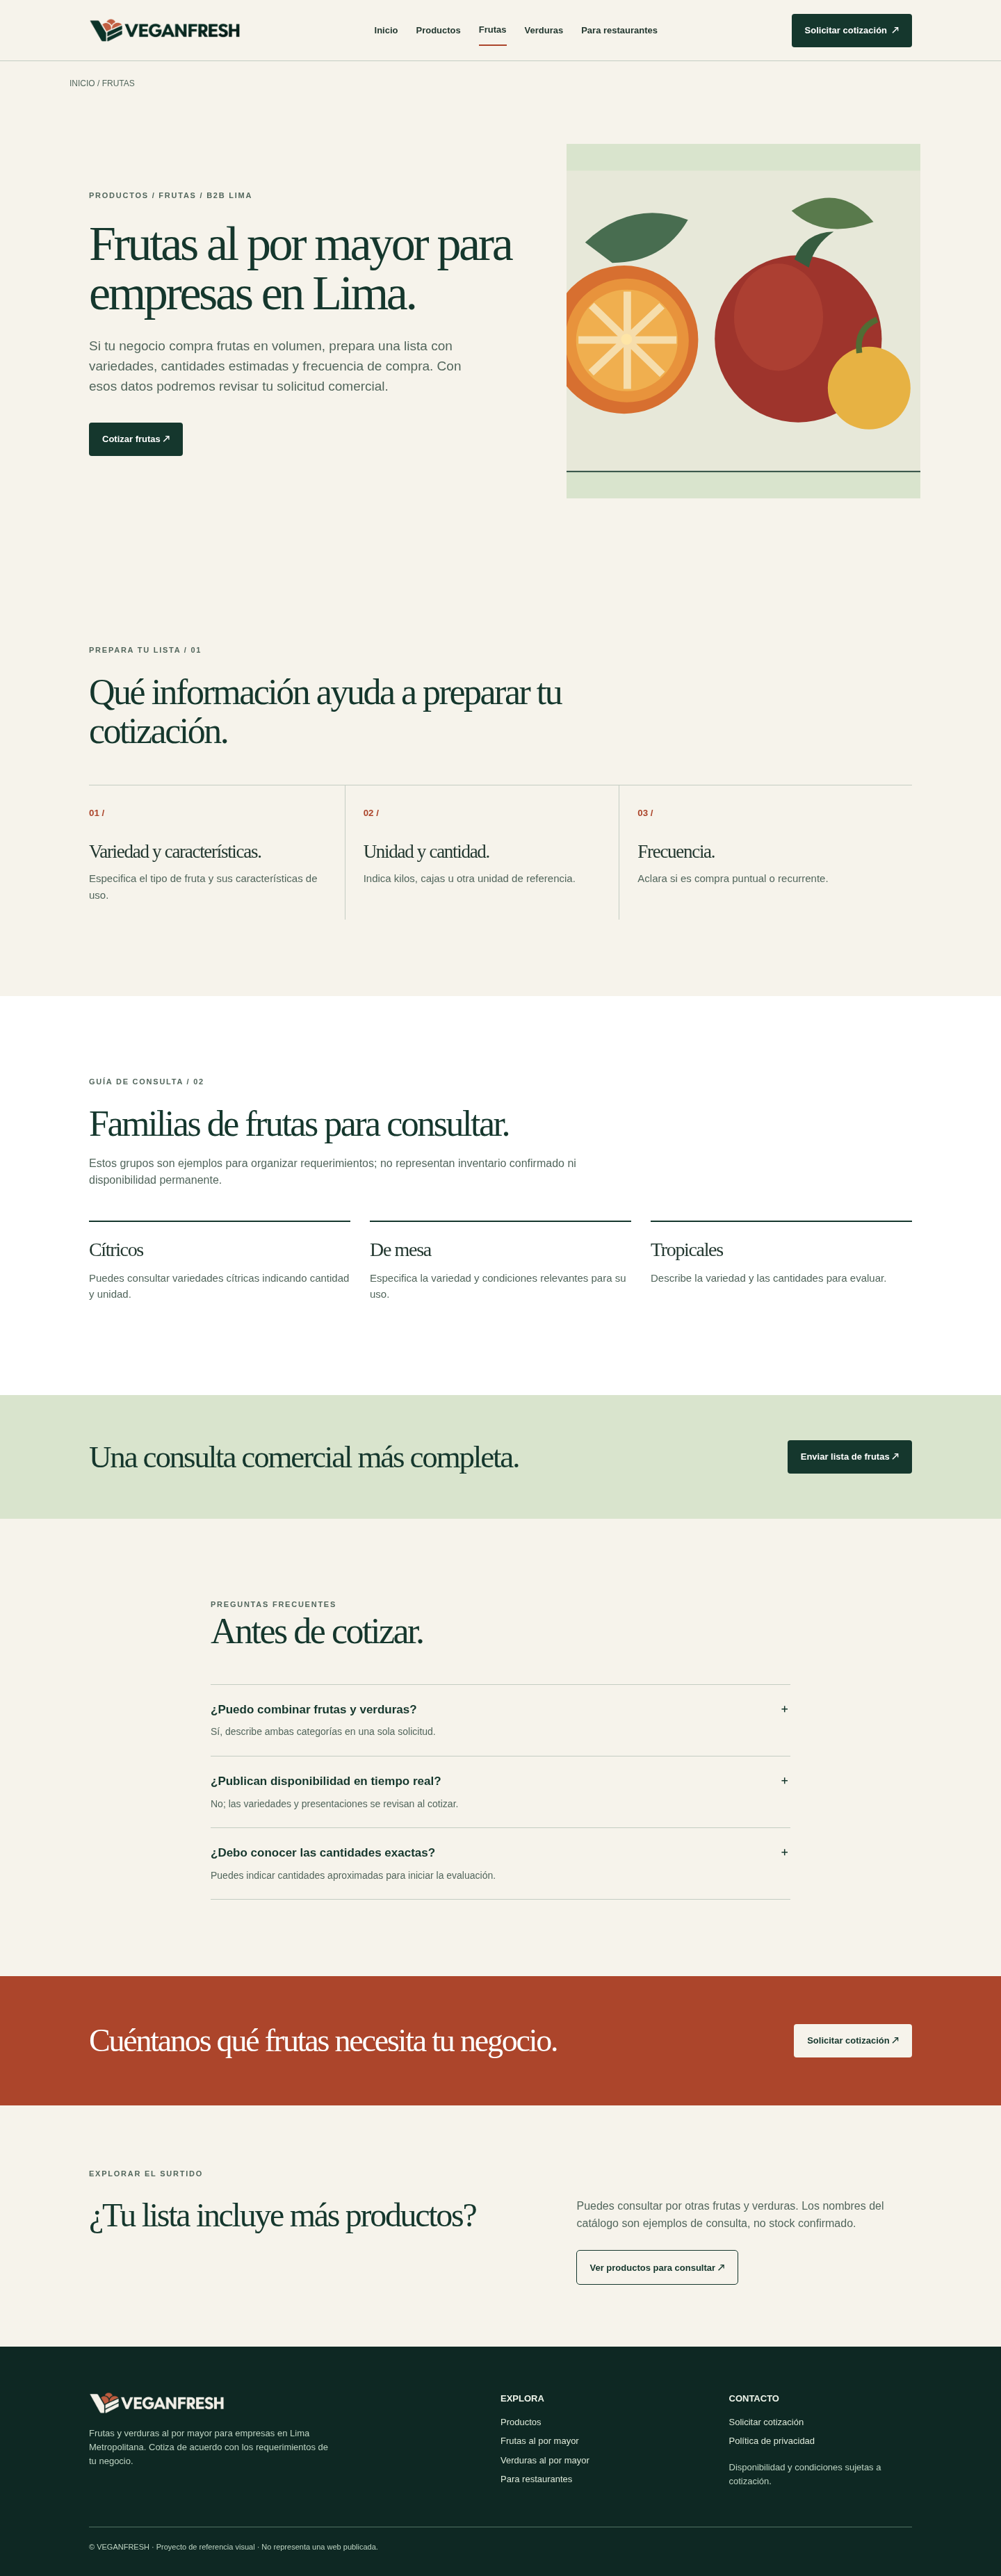 VEGANFRESH
Inicio
Productos
Frutas
Verduras
Para restaurantes
Solicitar cotización ↗
INICIO / FRUTAS
PRODUCTOS / FRUTAS / B2B LIMA
Frutas al por mayor para
empresas en Lima.
Si tu negocio compra frutas en volumen, prepara una lista con
variedades, cantidades estimadas y frecuencia de compra. Con
esos datos podremos revisar tu solicitud comercial.
Cotizar frutas ↗
PREPARA TU LISTA / 01
Qué información ayuda a preparar tu
cotización.
01 /
Variedad y características.
Especifica el tipo de fruta y sus características de
uso.
02 /
Unidad y cantidad.
Indica kilos, cajas u otra unidad de referencia.
03 /
Frecuencia.
Aclara si es compra puntual o recurrente.
GUÍA DE CONSULTA / 02
Familias de frutas para consultar.
Estos grupos son ejemplos para organizar requerimientos; no representan inventario confirmado ni
disponibilidad permanente.
Cítricos
Puedes consultar variedades cítricas indicando cantidad
y unidad.
De mesa
Especifica la variedad y condiciones relevantes para su
uso.
Tropicales
Describe la variedad y las cantidades para evaluar.
Una consulta comercial más completa.
Enviar lista de frutas ↗
PREGUNTAS FRECUENTES
Antes de cotizar.
¿Puedo combinar frutas y verduras? +
Sí, describe ambas categorías en una sola solicitud.
¿Publican disponibilidad en tiempo real? +
No; las variedades y presentaciones se revisan al cotizar.
¿Debo conocer las cantidades exactas? +
Puedes indicar cantidades aproximadas para iniciar la evaluación.
Cuéntanos qué frutas necesita tu negocio.
Solicitar cotización ↗
EXPLORAR EL SURTIDO
¿Tu lista incluye más productos?
Puedes consultar por otras frutas y verduras. Los nombres del
catálogo son ejemplos de consulta, no stock confirmado.
Ver productos para consultar ↗
VEGANFRESH
Frutas y verduras al por mayor para empresas en Lima
Metropolitana. Cotiza de acuerdo con los requerimientos de
tu negocio.
EXPLORA
Productos
Frutas al por mayor
Verduras al por mayor
Para restaurantes
CONTACTO
Solicitar cotización
Política de privacidad
Disponibilidad y condiciones sujetas a
cotización.
© VEGANFRESH · Proyecto de referencia visual · No representa una web publicada.